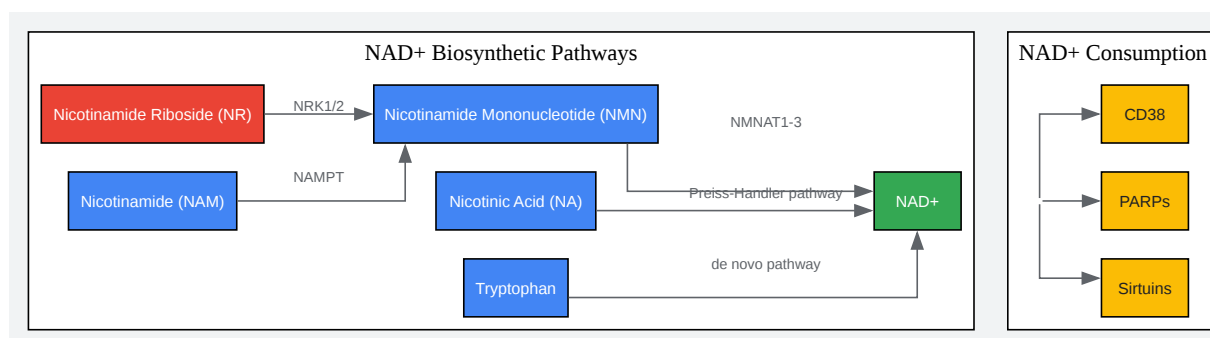 NAD+ Biosynthetic Pathways
NAD+ Consumption
Nicotinamide Riboside (NR)
NRK1/2
Nicotinamide Mononucleotide (NMN)
NMNAT1-3
CD38
Nicotinamide (NAM)
NAMPT
Nicotinic Acid (NA)
Preiss-Handler pathway
NAD+
PARPs
Tryptophan
de novo pathway
Sirtuins